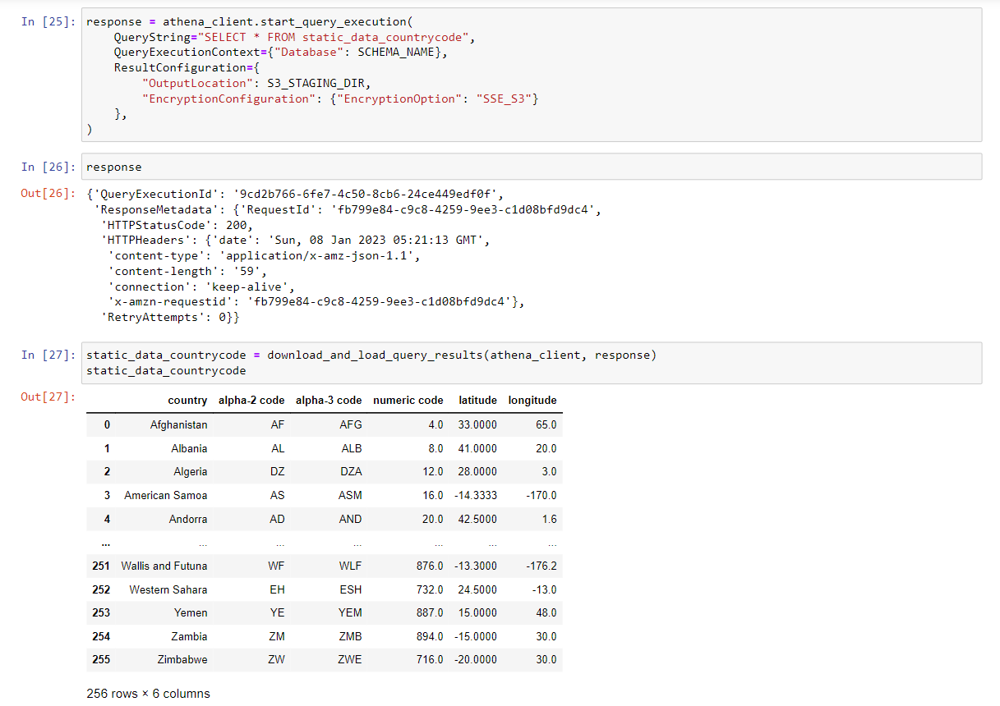 In [25]: response = athena_client.start_query_execution(
    QueryString="SELECT * FROM static_data_countrycode",
    QueryExecutionContext={"Database": SCHEMA_NAME},
    ResultConfiguration={
        "OutputLocation": S3_STAGING_DIR,
        "EncryptionConfiguration": {"EncryptionOption": "SSE_S3"}
    },
)
In [26]: response
Out[26]: {'QueryExecutionId': '9cd2b766-6fe7-4c50-8cb6-24ce449edf0f',
 'ResponseMetadata': {'RequestId': 'fb799e84-c9c8-4259-9ee3-c1d08bfd9dc4',
  'HTTPStatusCode': 200,
  'HTTPHeaders': {'date': 'Sun, 08 Jan 2023 05:21:13 GMT',
   'content-type': 'application/x-amz-json-1.1',
   'content-length': '59',
   'connection': 'keep-alive',
   'x-amzn-requestid': 'fb799e84-c9c8-4259-9ee3-c1d08bfd9dc4'},
  'RetryAttempts': 0}}
In [27]: static_data_countrycode = download_and_load_query_results(athena_client, response)
static_data_countrycode
Out[27]:
country alpha-2 code alpha-3 code numeric code latitude longitude
0 Afghanistan AF AFG 4.0 33.0000 65.0
1 Albania AL ALB 8.0 41.0000 20.0
2 Algeria DZ DZA 12.0 28.0000 3.0
3 American Samoa AS ASM 16.0 -14.3333 -170.0
4 Andorra AD AND 20.0 42.5000 1.6
... ... ... ... ... ... ...
251 Wallis and Futuna WF WLF 876.0 -13.3000 -176.2
252 Western Sahara EH ESH 732.0 24.5000 -13.0
253 Yemen YE YEM 887.0 15.0000 48.0
254 Zambia ZM ZMB 894.0 -15.0000 30.0
255 Zimbabwe ZW ZWE 716.0 -20.0000 30.0
256 rows × 6 columns